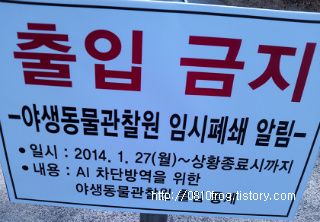 출입 금지
-야생동물관찰원 임시폐쇄 알림-
• 일시 : 2014. 1. 27(월)~상황종료시까지
• 내용 : AI 차단방역을 위한
야생동물관찰
http://0810frog.tistory.com